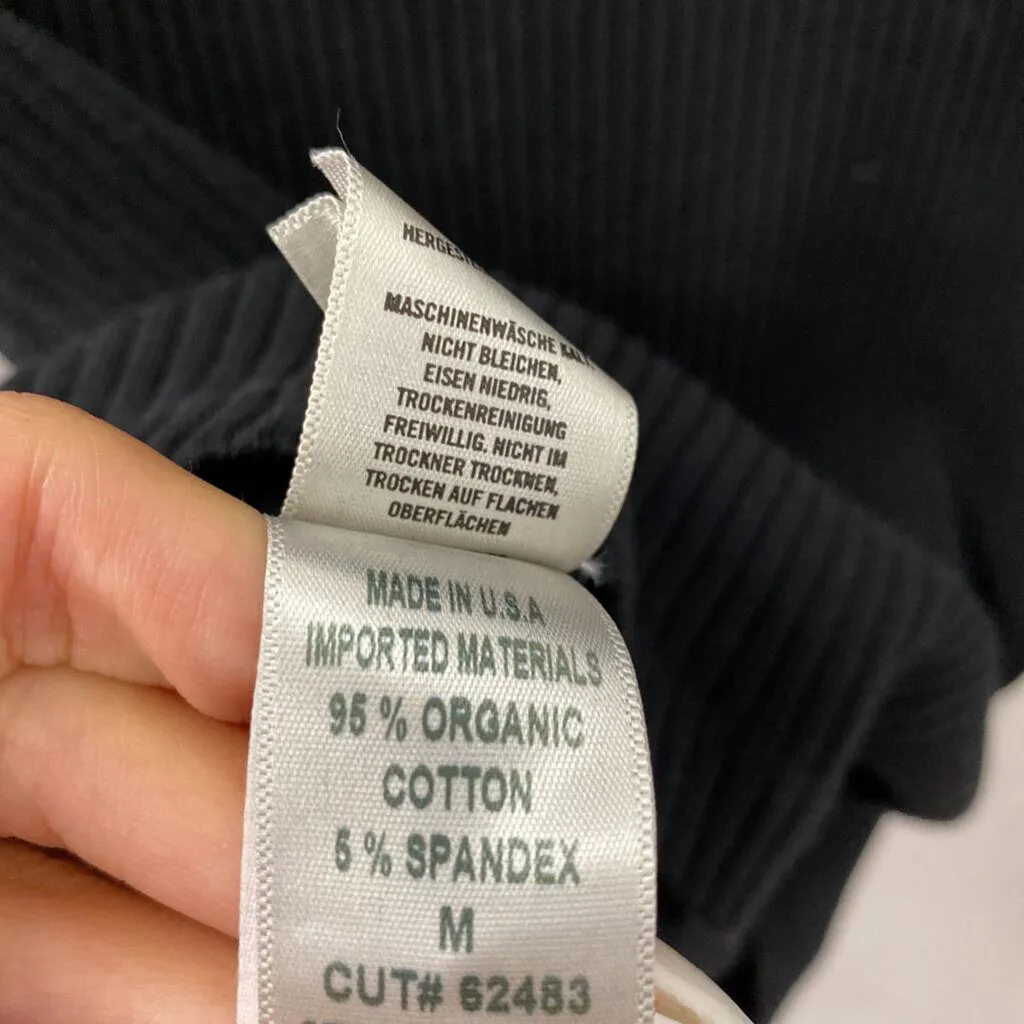 MASCHINENWÄSCHE
NICHT BLEICHEN,
EISEN NIEDRIG,
TROCKENREINIGUNG
FREIWILLIG. NICHT IM
TROCKNER TROCKNEN,
TROCKEN AUF FLACHEN
OBERFLÄCHEN
MADE IN U.S.A
IMPORTED MATERIALS
95 % ORGANIC
COTTON
5 % SPANDEX
M
CUT# 62483